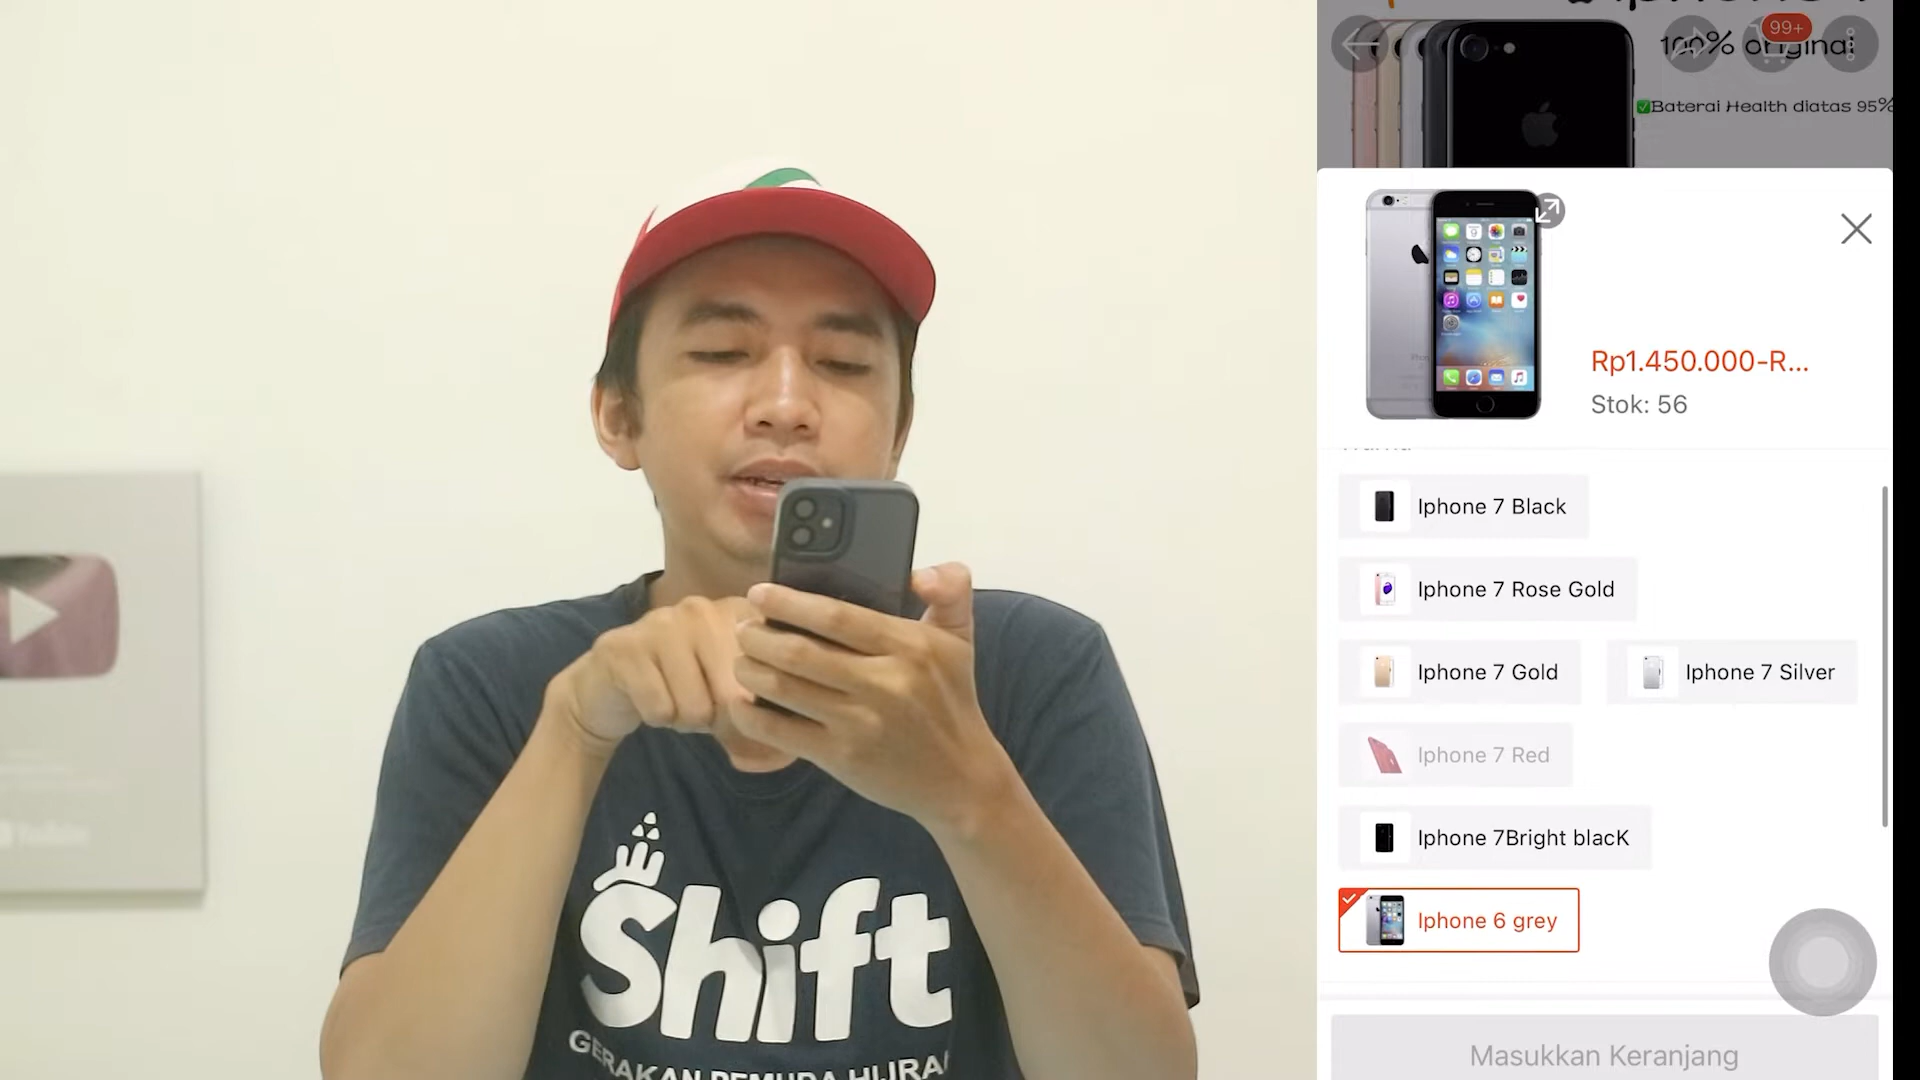 100% original
99+
✅Baterai Health diatas 95%
Rp1.450.000-R...
Stok: 56
Iphone 7 Black
Iphone 7 Rose Gold
Iphone 7 Gold
Iphone 7 Silver
Iphone 7 Red
Iphone 7Bright blacK
Iphone 6 grey
Masukkan Keranjang
Shift
GERAKAN PEMUDA HIJRA